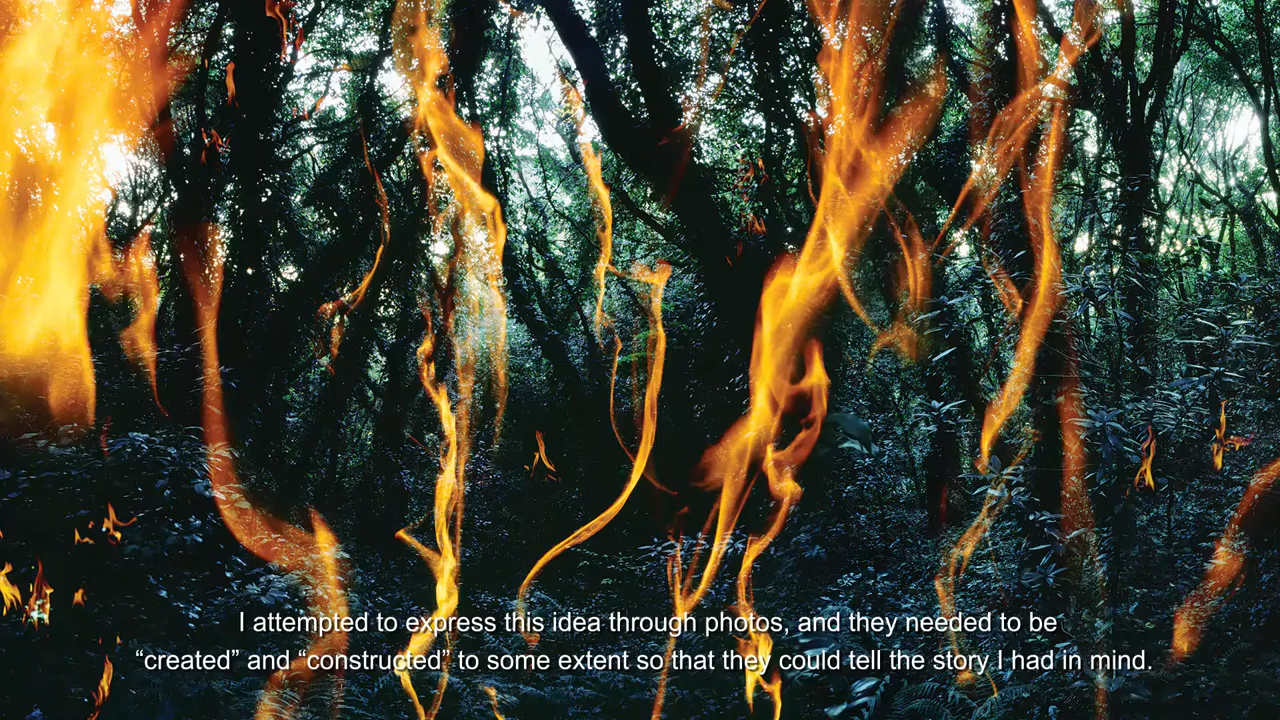 I attempted to express this idea through photos, and they needed to be
“created” and “constructed” to some extent so that they could tell the story I had in mind.